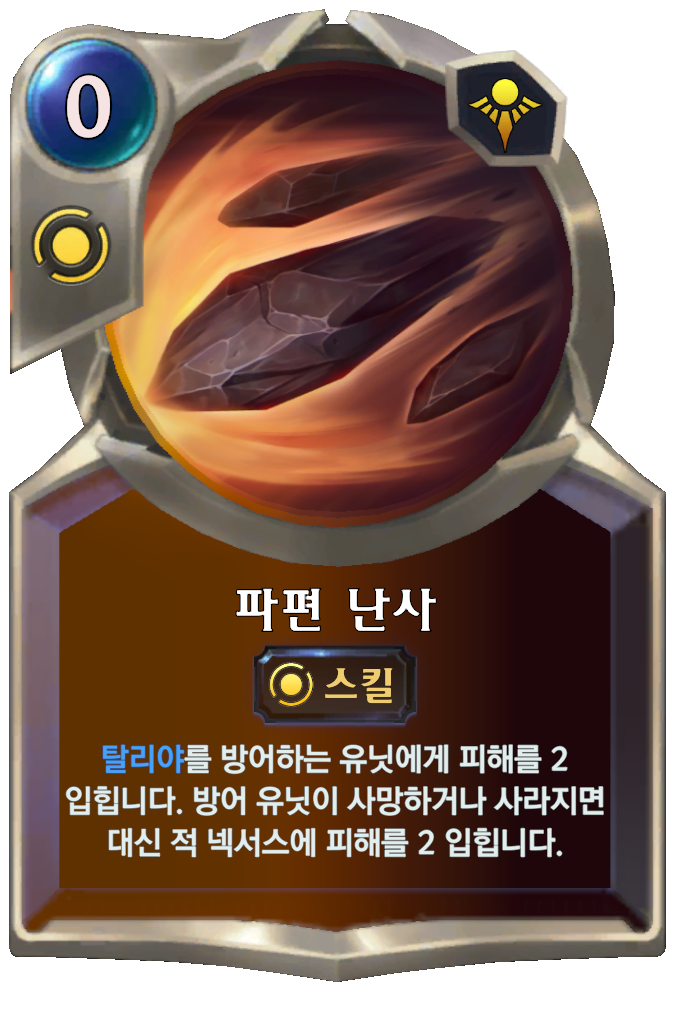 0
파편 난사
스킬
탈리야를 방어하는 유닛에게 피해를 2
입힙니다. 방어 유닛이 사망하거나 사라지면
대신 적 넥서스에 피해를 2 입힙니다.